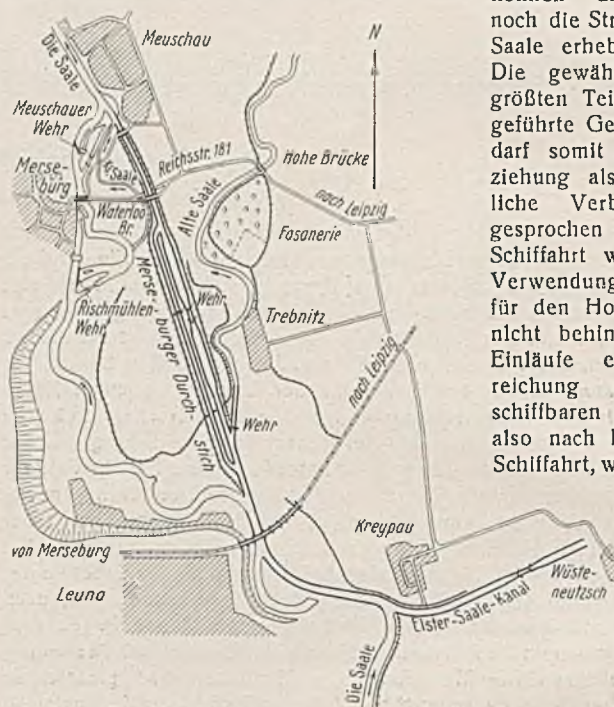 noch die Str
Saale erheb
Die gewäh
größten Teil
geführte Ge
darf somit
ziehung als
liche Verb
gesprochen
Schiffahrt w
Verwendung
für den Ho
nicht behin
Einläufe e
reichung
schiffbaren
also nach
Schiffahrt, w
Die Saale
Meuschau
N
Meuschauer
Wehr
Kl. Saale
Reichsstr. 181
Hohe Brücke
Merse-
burg
Waterloo
Br.
Alte Saale
nach Leipzig
Fasanerie
Rischmühlen-
Wehr
Wehr
Merse-
burger Durch-
stich
Trebnitz
nach Leipzig
Wehr
von Merseburg
Leuna
Kreypau
Wüste-
neutzsch
Elster-Saale-Kanal
Die Saale